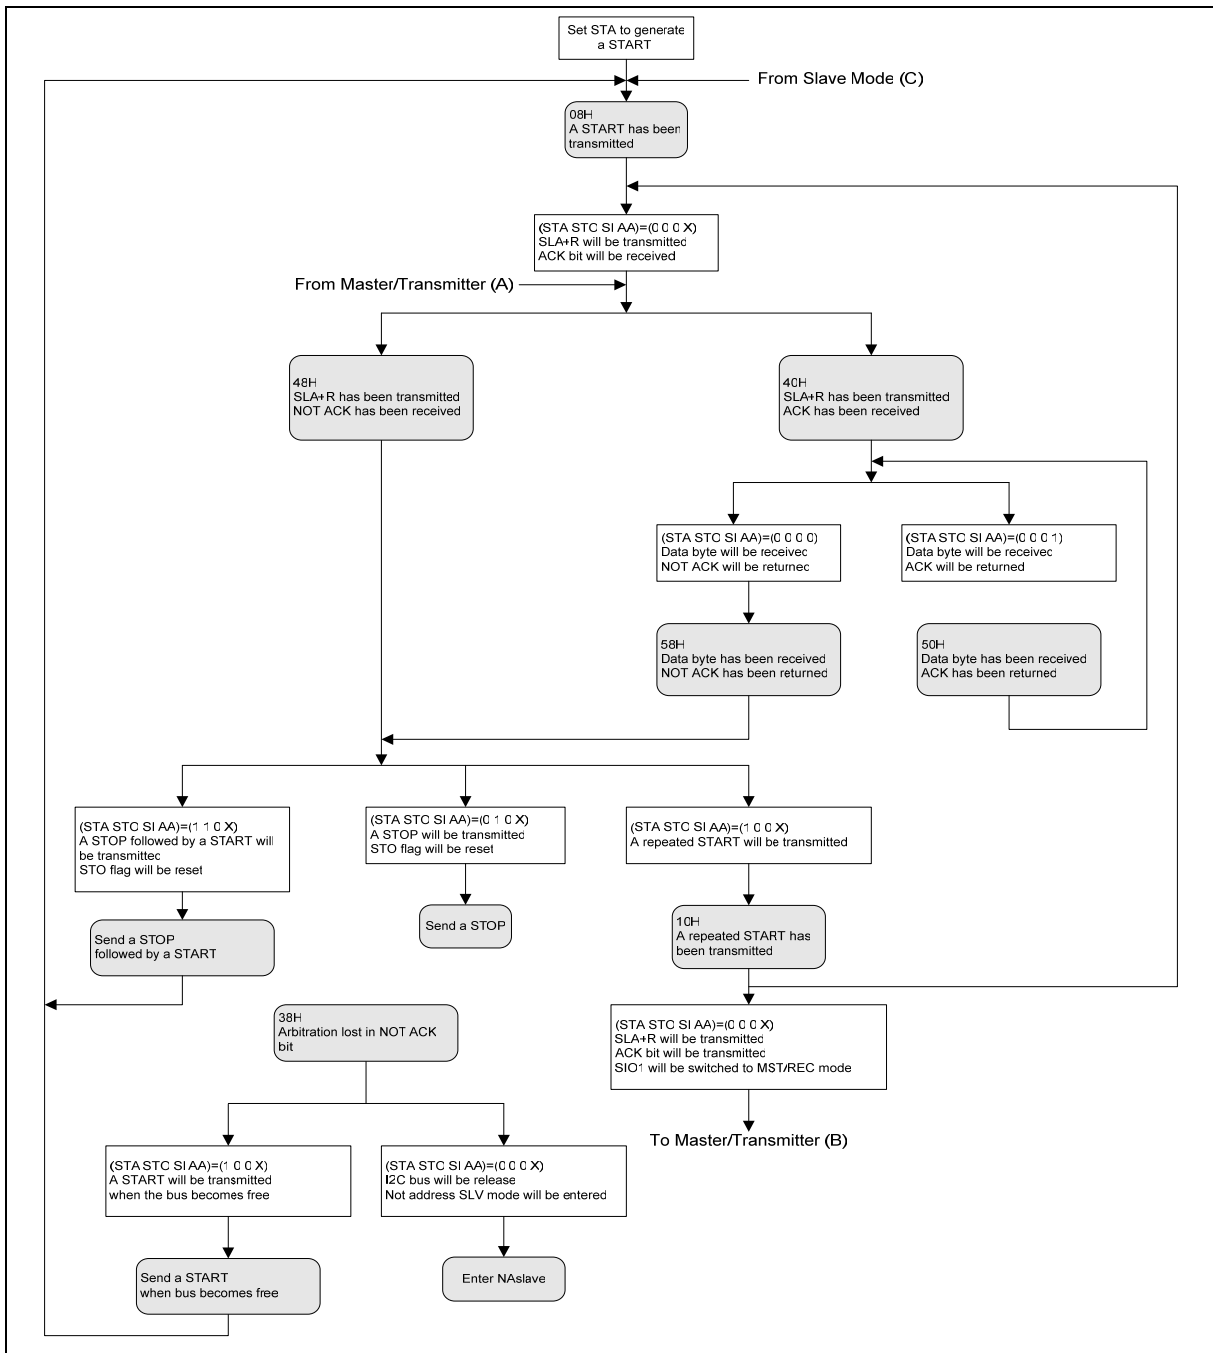 Set STA to generate
a START
From Slave Mode (C)
08H
A START has been
transmitted
(STA STO SI AA)=(0 0 0 X)
SLA+R will be transmitted
ACK bit will be received
From Master/Transmitter (A)
48H
SLA+R has been transmitted
NOT ACK has been received
40H
SLA+R has been transmitted
ACK has been received
(STA STO SI AA)=(0 0 0 0)
Data byte will be received
NOT ACK will be returned
(STA STO SI AA)=(0 0 0 1)
Data byte will be received
ACK will be returned
58H
Data byte has been received
NOT ACK has been returned
50H
Data byte has been received
ACK has been returned
(STA STO SI AA)=(1 1 0 X)
A STOP followed by a START will
be transmitted
STO flag will be reset
(STA STO SI AA)=(0 1 0 X)
A STOP will be transmitted
STO flag will be reset
(STA STO SI AA)=(1 0 0 X)
A repeated START will be transmitted
Send a STOP
followed by a START
Send a STOP
10H
A repeated START has
been transmitted
38H
Arbitration lost in NOT ACK
bit
(STA STO SI AA)=(0 0 0 X)
SLA+R will be transmitted
ACK bit will be transmitted
SIO1 will be switched to MST/REC mode
To Master/Transmitter (B)
(STA STO SI AA)=(1 0 0 X)
A START will be transmitted
when the bus becomes free
(STA STO SI AA)=(0 0 0 X)
I2C bus will be release
Not address SLV mode will be entered
Send a START
when bus becomes free
Enter NAslave